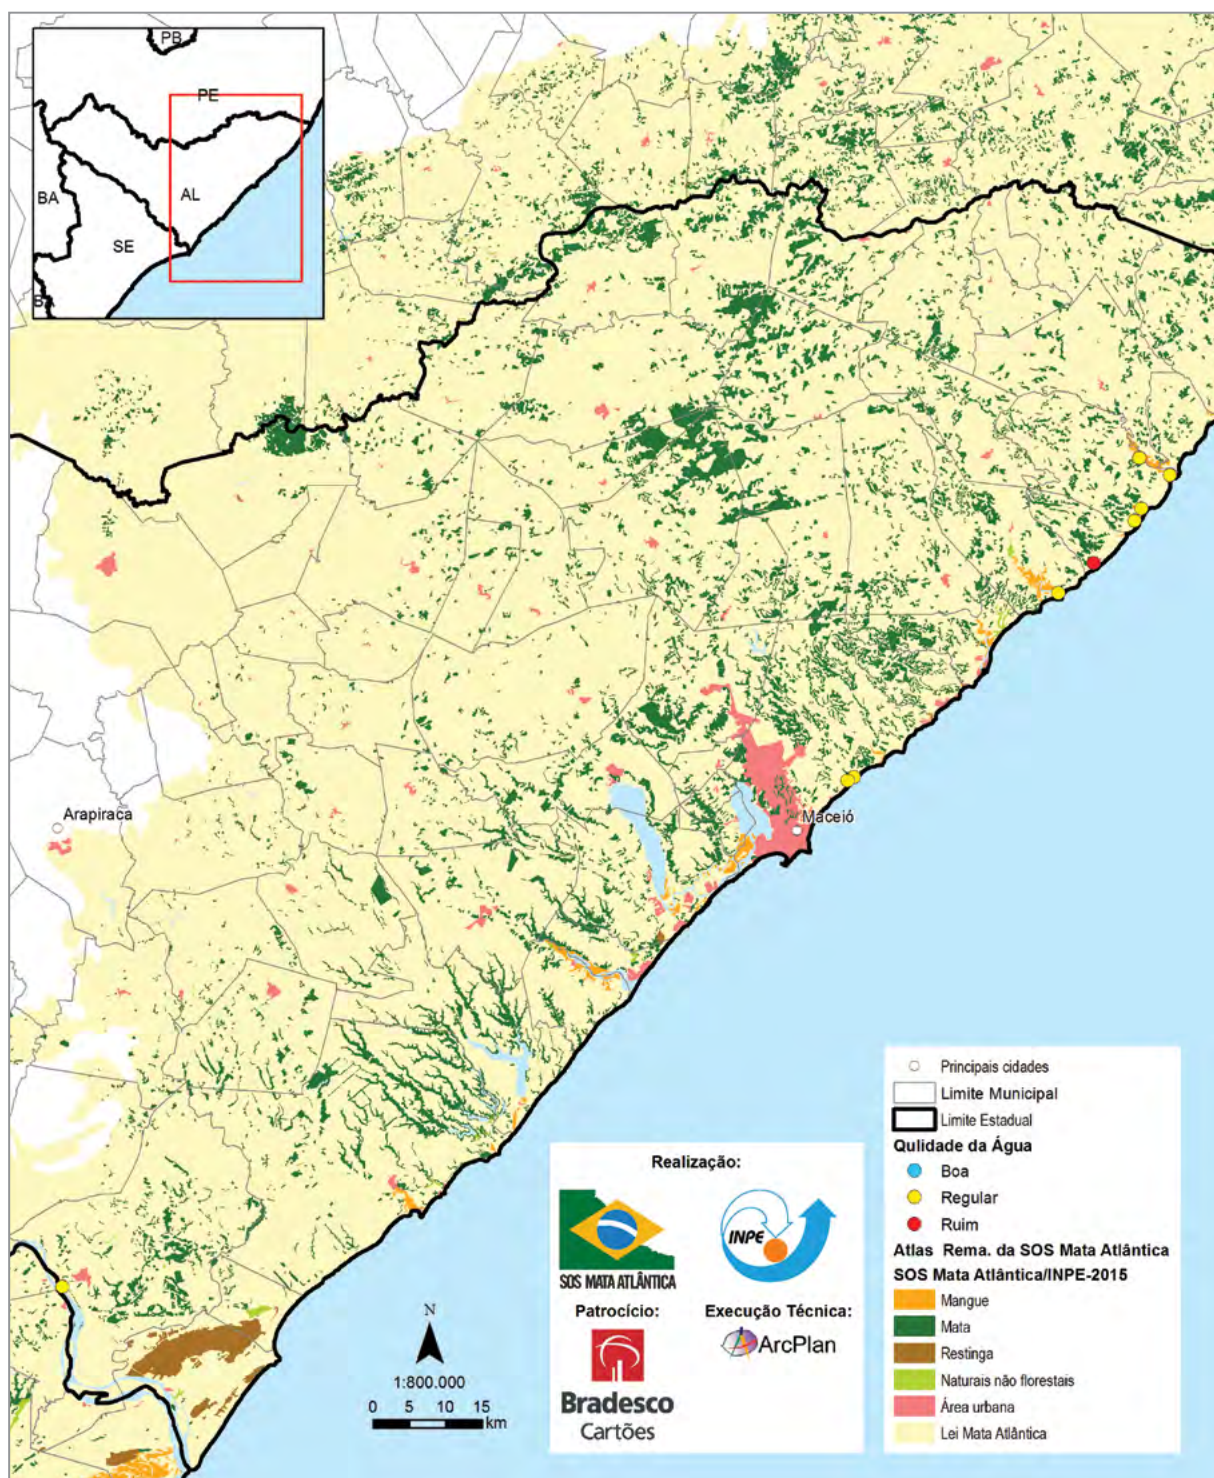 PB
PE
BA
AL
SE
B
Arapiraca
Maceió
Principais cidades
Limite Municipal
Limite Estadual
Qulidade da Água
Boa
Regular
Ruim
Atlas Rema. da SOS Mata Atlântica
SOS Mata Atlântica/INPE-2015
Mangue
Mata
Restinga
Naturais não florestais
Área urbana
Lei Mata Atlântica
Realização:
SOS MATA ATLÂNTICA
INPE
Patrocício:
Execução Técnica:
Bradesco
Cartões
ArcPlan
N
1:800.000
0 5 10 15
km